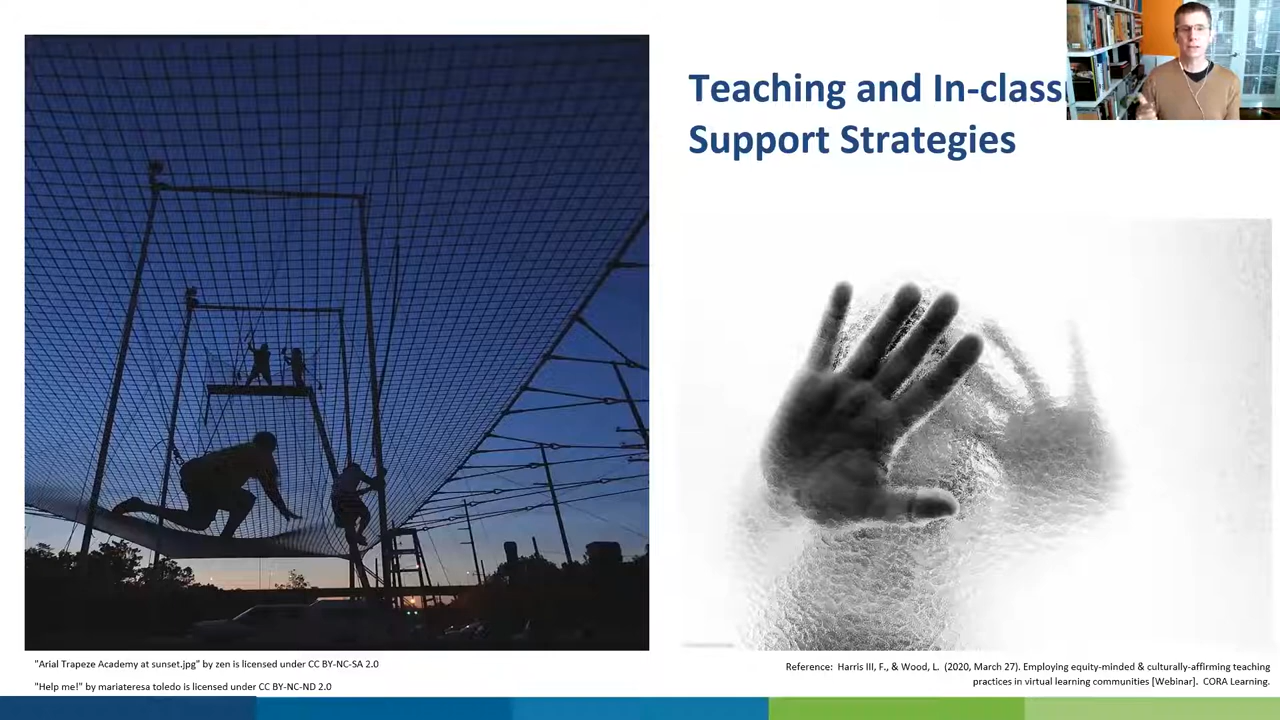 Teaching and In-class
Support Strategies
"Arial Trapeze Academy at sunset.jpg" by zen is licensed under CC BY-NC-SA 2.0
"Help me!" by mariateresa toledo is licensed under CC BY-NC-ND 2.0
Reference: Harris III, F., & Wood, L. (2020, March 27). Employing equity-minded & culturally-affirming teaching
practices in virtual learning communities [Webinar]. CORA Learning.